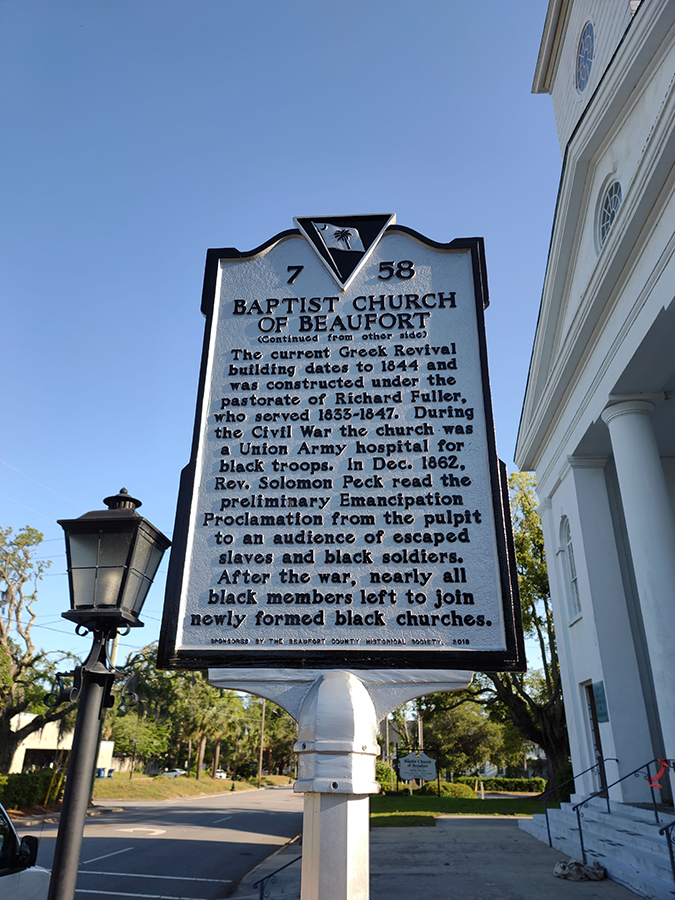 7 58
BAPTIST CHURCH
OF BEAUFORT
(Continued from other side)
The current Greek Revival
building dates to 1844 and
was constructed under the
pastorate of Richard Fuller,
who served 1833-1847. During
the Civil War the church was
a Union Army hospital for
black troops. In Dec. 1862,
Rev. Solomon Peck read the
preliminary Emancipation
Proclamation from the pulpit
to an audience of escaped
slaves and black soldiers.
After the war, nearly all
black members left to join
newly formed black churches.
SPONSORED BY THE BEAUFORT COUNTY HISTORICAL SOCIETY, 2018
Baptist Church
of Beaufort